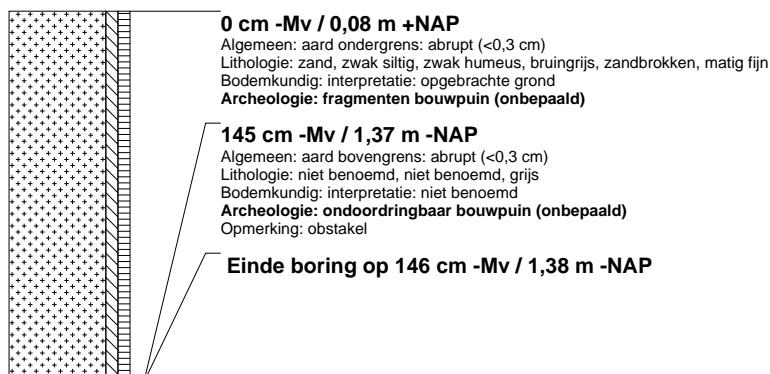 0 cm -Mv / 0,08 m +NAP
Algemeen: aard ondergrens: abrupt (<0,3 cm)
Lithologie: zand, zwak siltig, zwak humeus, bruingrijs, zandbrokken, matig fijn
Bodemkundig: interpretatie: opgebrachte grond
Archeologie: fragmenten bouwpuin (onbepaald)
145 cm -Mv / 1,37 m -NAP
Algemeen: aard bovengrens: abrupt (<0,3 cm)
Lithologie: niet benoemd, niet benoemd, grijs
Bodemkundig: interpretatie: niet benoemd
Archeologie: ondoordringbaar bouwpuin (onbepaald)
Opmerking: obstakel
Einde boring op 146 cm -Mv / 1,38 m -NAP